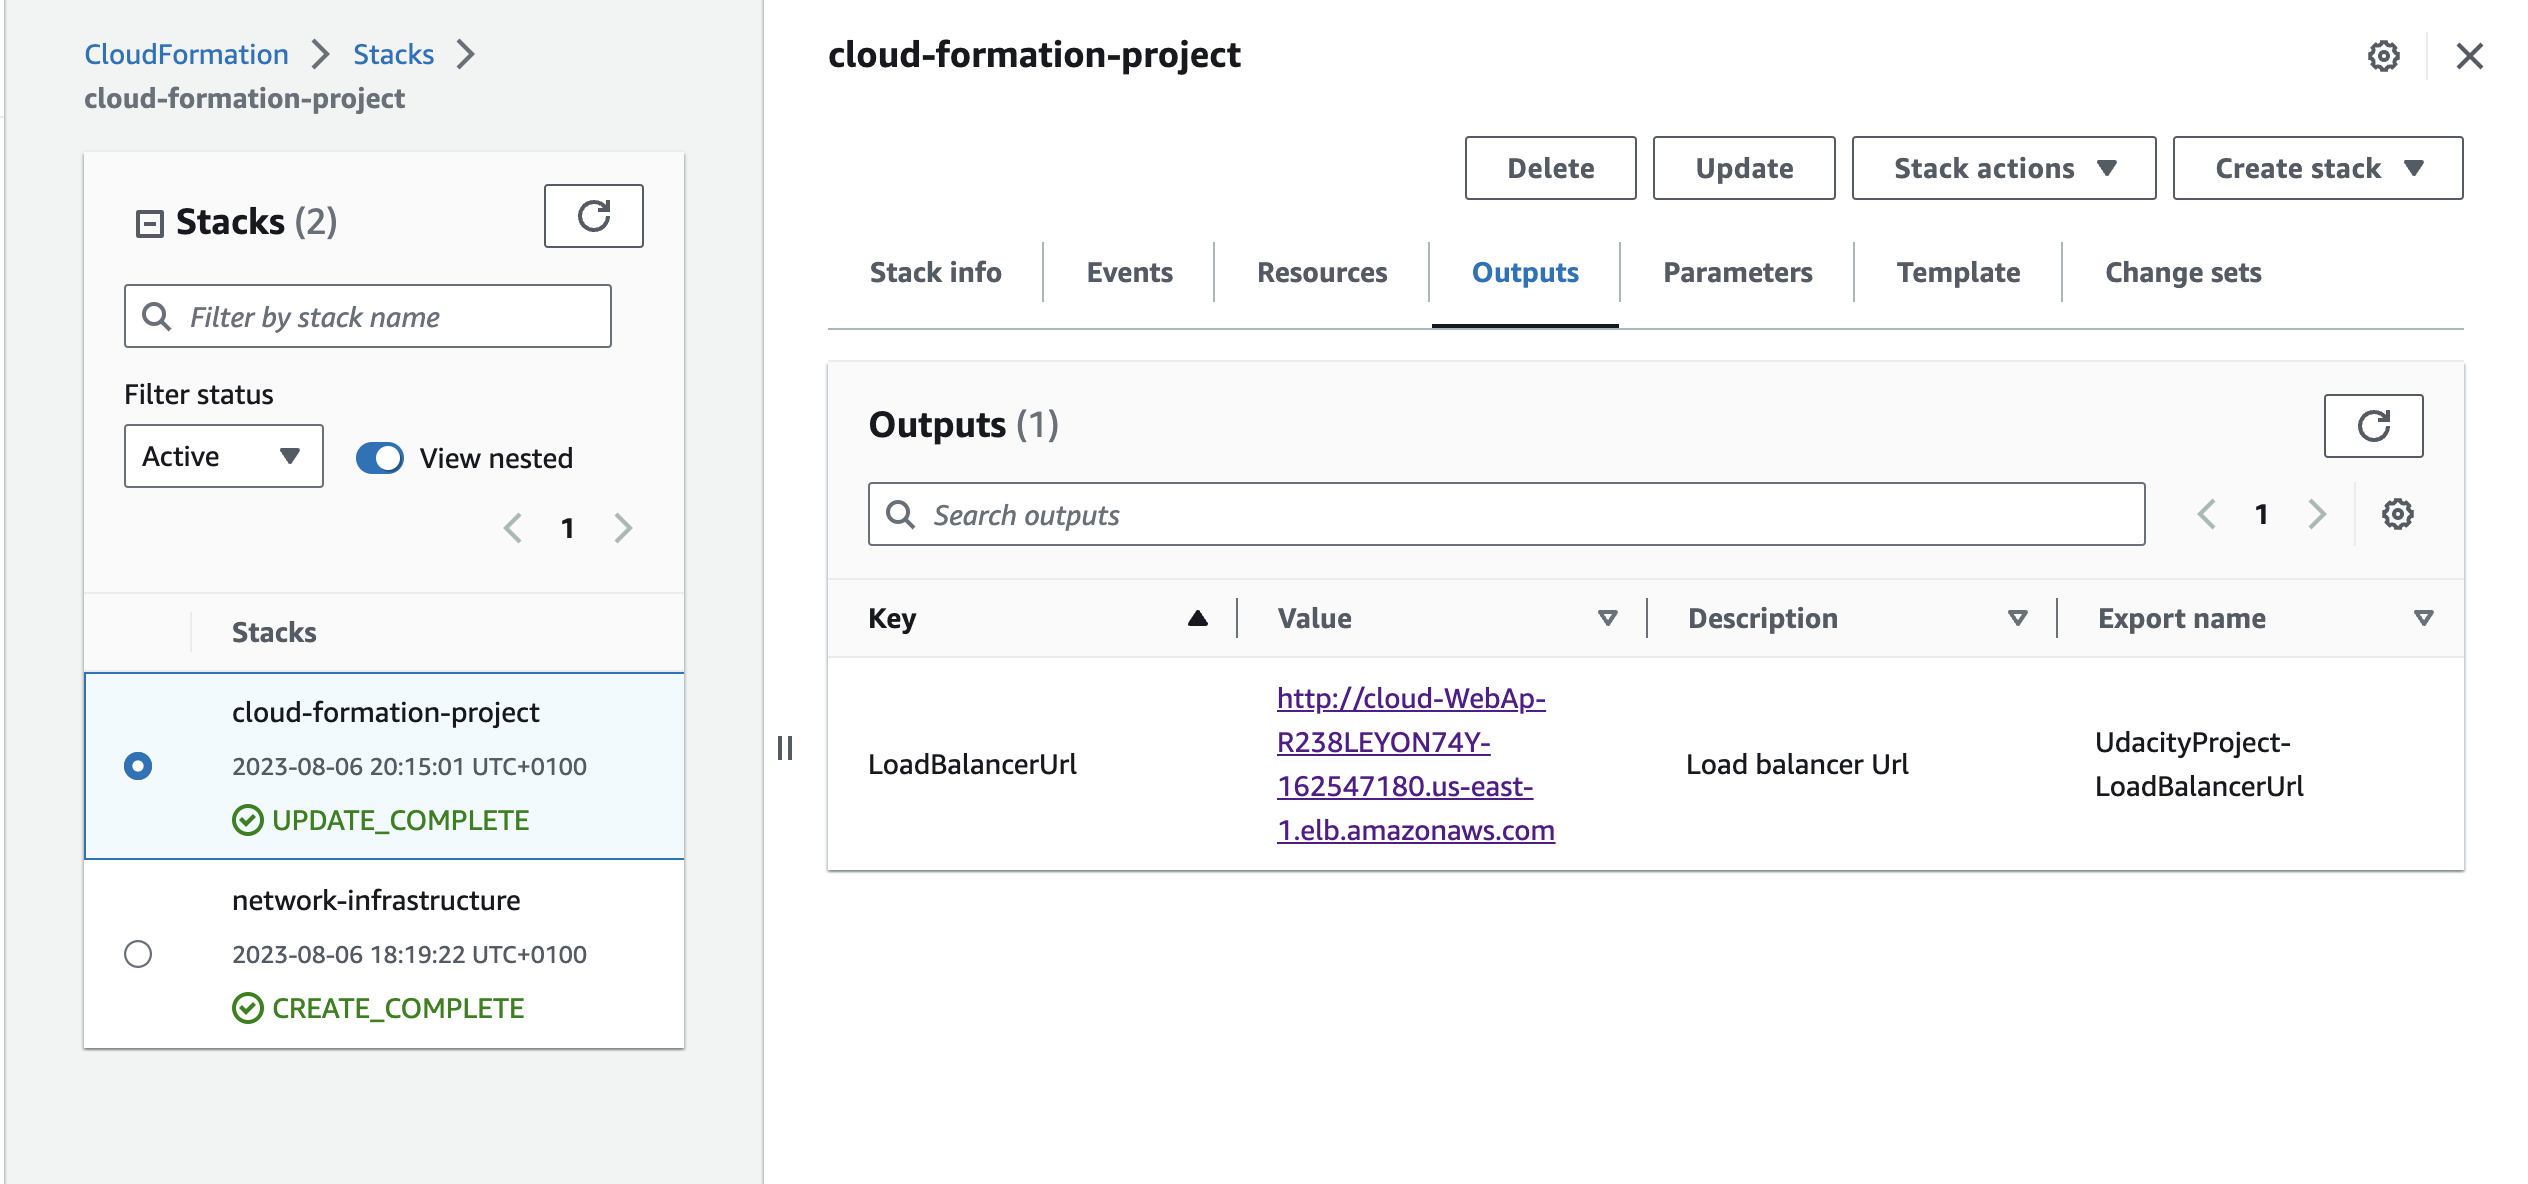 CloudFormation
Stacks
cloud-formation-project
Stacks (2)
Filter by stack name
Filter status
Active
View nested
1
Stacks
cloud-formation-project
2023-08-06 20:15:01 UTC+0100
UPDATE_COMPLETE
network-infrastructure
2023-08-06 18:19:22 UTC+0100
CREATE_COMPLETE
cloud-formation-project
Delete
Update
Stack actions
Create stack
Stack info
Events
Resources
Outputs
Parameters
Template
Change sets
Outputs (1)
Search outputs
1
Key
Value
Description
Export name
LoadBalancerUrl
http://cloud-WebAp-
R238LEYON74Y-
162547180.us-east-
1.elb.amazonaws.com
Load balancer Url
UdacityProject-
LoadBalancerUrl